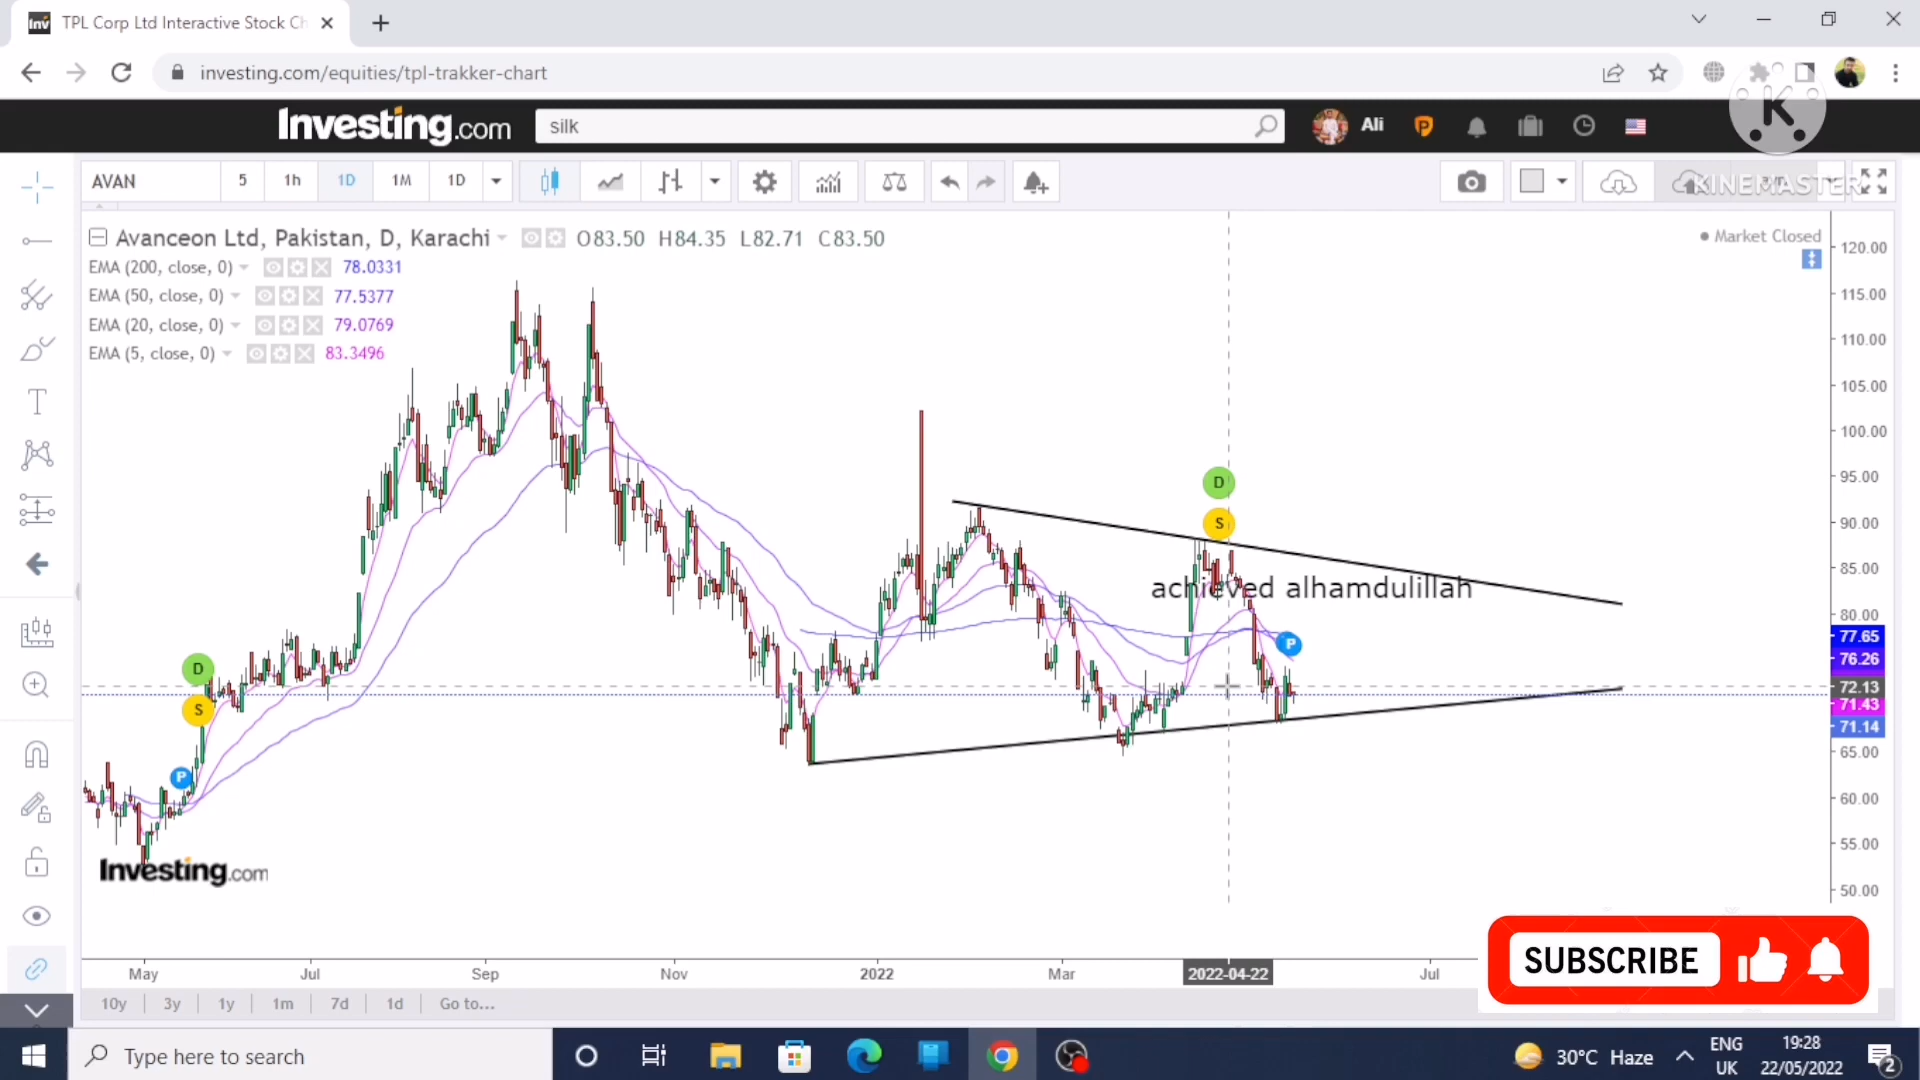 TPL Corp Ltd Interactive Stock Ch
investing.com/equities/tpl-trakker-chart
Investing.com
silk
Ali
K
KINEMASTER
AVAN 5 1h 1D 1M 1D
Avanceon Ltd, Pakistan, D, Karachi O83.50 H84.35 L82.71 C83.50
Market Closed
EMA (200, close, 0) 78.0331
EMA (50, close, 0) 77.5377
EMA (20, close, 0) 79.0769
EMA (5, close, 0) 83.3496
120.00
115.00
110.00
105.00
100.00
95.00
90.00
85.00
80.00
77.65
76.26
72.13
71.43
71.14
65.00
60.00
55.00
50.00
D
S
achieved alhamdulillah
P
D
S
P
Investing.com
SUBSCRIBE
May Jul Sep Nov 2022 Mar 2022-04-22 Jul
10y 3y 1y 1m 7d 1d Go to...
Type here to search
30°C Haze
ENG
UK
19:28
22/05/2022
2